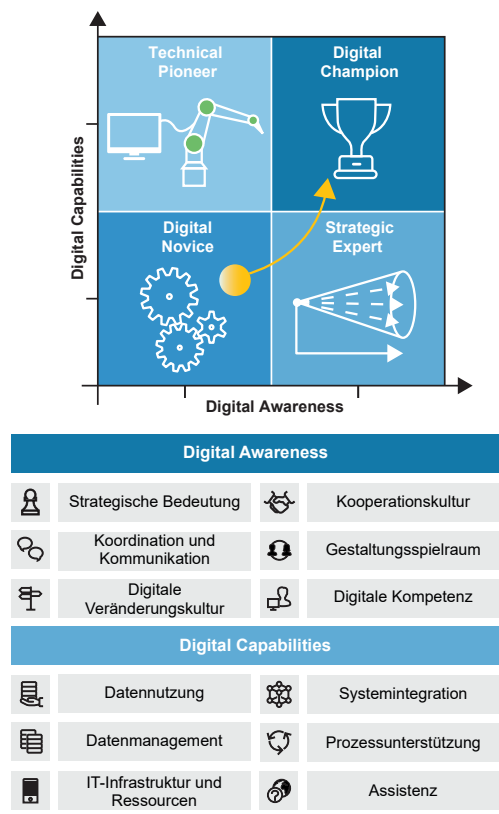 Technical
Pioneer
Digital
Champion
Digital Capabilities
Digital
Novice
Strategic
Expert
Digital Awareness
Digital Awareness
Strategische Bedeutung
Kooperationskultur
Koordination und
Kommunikation
Gestaltungsspielraum
Digitale
Veränderungskultur
Digitale Kompetenz
Digital Capabilities
Datennutzung
Systemintegration
Datenmanagement
Prozessunterstützung
IT-Infrastruktur und
Ressourcen
Assistenz